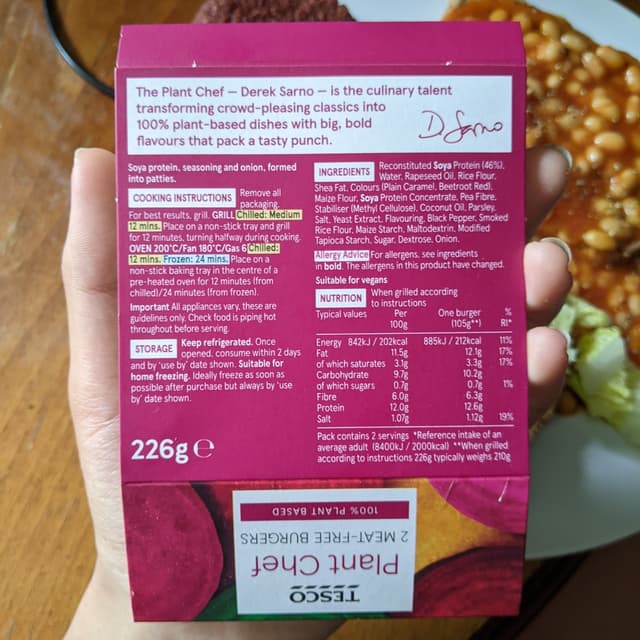 The Plant Chef – Derek Sarno – is the culinary talent
transforming crowd-pleasing classics into
100% plant-based dishes with big, bold
flavours that pack a tasty punch.
D. Sarno
Soya protein, seasoning and onion, formed
into patties.
COOKING INSTRUCTIONS Remove all
packaging.
For best results, grill. GRILL Chilled: Medium
12 mins. Place on a non-stick tray and grill
for 12 minutes, turning halfway during cooking.
OVEN 200°C/Fan 180°C/Gas 6 Chilled:
12 mins. Frozen: 24 mins. Place on a
non-stick baking tray in the centre of a
pre-heated oven for 12 minutes (from
chilled)/24 minutes (from frozen).
Important All appliances vary, these are
guidelines only. Check food is piping hot
throughout before serving.
STORAGE Keep refrigerated. Once
opened, consume within 2 days
and by 'use by' date shown. Suitable for
home freezing. Ideally freeze as soon as
possible after purchase but always by 'use
by' date shown.
226g e
INGREDIENTS Reconstituted Soya Protein (46%),
Water, Rapeseed Oil, Rice Flour,
Shea Fat, Colours (Plain Caramel, Beetroot Red),
Maize Flour, Soya Protein Concentrate, Pea Fibre,
Stabiliser (Methyl Cellulose), Coconut Oil, Parsley,
Salt, Yeast Extract, Flavouring, Black Pepper, Smoked
Rice Flour, Maize Starch, Maltodextrin, Modified
Tapioca Starch, Sugar, Dextrose, Onion.
Allergy Advice For allergens, see ingredients
in bold. The allergens in this product have changed.
Suitable for vegans
NUTRITION When grilled according
to instructions
Typical values Per 100g One burger (105g**) % RI*
Energy 842kJ / 202kcal 885kJ / 212kcal 11%
Fat 11.5g 12.1g 17%
of which saturates 3.1g 3.3g 17%
Carbohydrate 9.7g 10.2g
of which sugars 0.7g 0.7g 1%
Fibre 6.0g 6.3g
Protein 12.0g 12.6g
Salt 1.07g 1.12g 19%
Pack contains 2 servings *Reference intake of an
average adult (8400kJ / 2000kcal) **When grilled
according to instructions 226g typically weighs 210g
TESCO
Plant Chef
2 MEAT-FREE BURGERS
100% PLANT BASED